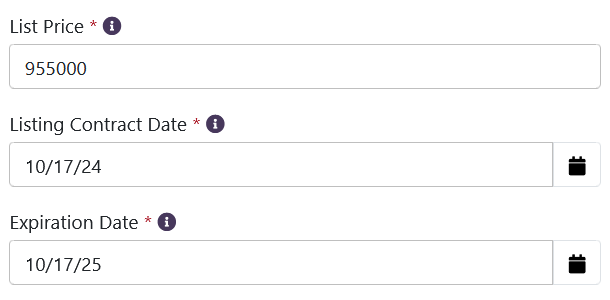 List Price *
955000
Listing Contract Date *
10/17/24
Expiration Date *
10/17/25